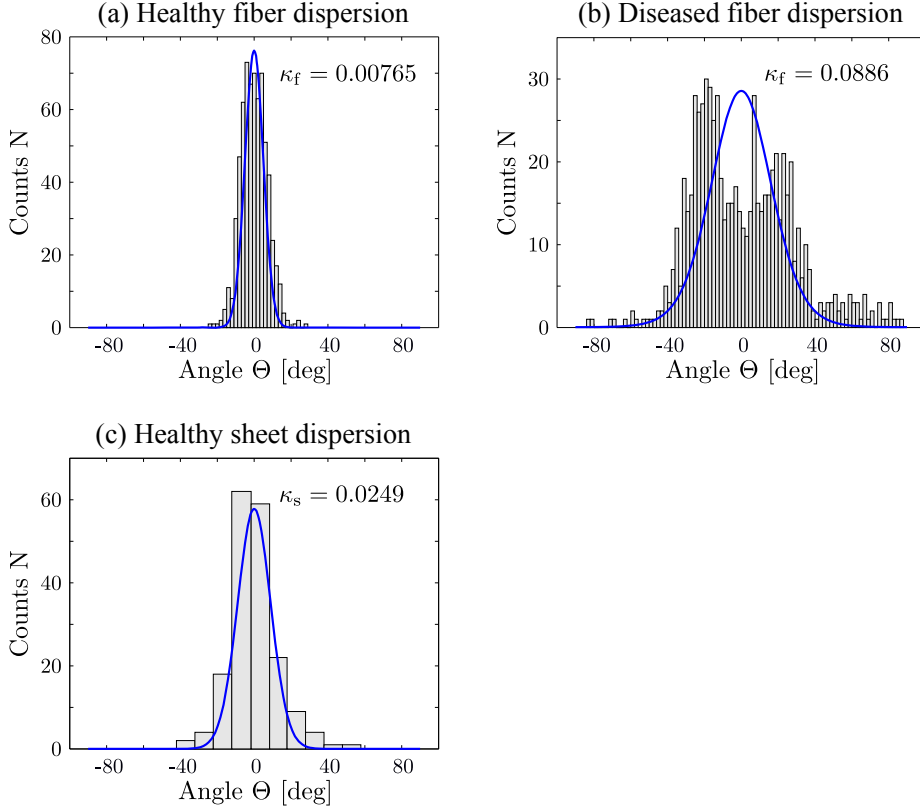 (a) Healthy fiber dispersion
80
60
40
20
0
Counts N
κf = 0.00765
-80 -40 0 40 80
Angle Θ [deg]
(b) Diseased fiber dispersion
30
20
10
0
Counts N
κf = 0.0886
-80 -40 0 40 80
Angle Θ [deg]
(c) Healthy sheet dispersion
60
40
20
0
Counts N
κs = 0.0249
-80 -40 0 40 80
Angle Θ [deg]